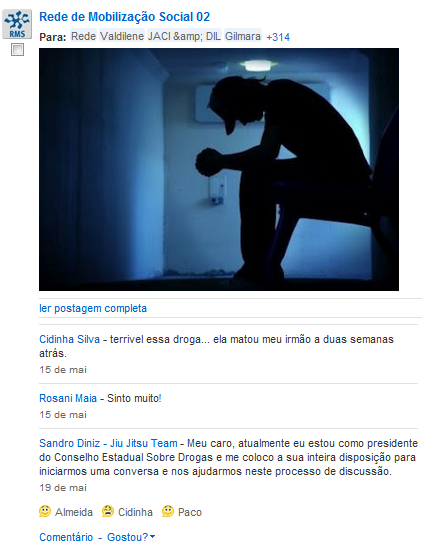 RMS
Rede de Mobilização Social 02
Para: Rede Valdilene JACI &amp; DIL Gilmara +314
ler postagem completa
Cidinha Silva - terrivel essa droga... ela matou meu irmão a duas semanas
atrás.
15 de mai
Rosani Maia - Sinto muito!
15 de mai
Sandro Diniz - Jiu Jitsu Team - Meu caro, atualmente eu estou como presidente
do Conselho Estadual Sobre Drogas e me coloco a sua inteira disposição para
iniciarmos uma conversa e nos ajudarmos neste processo de discussão.
19 de mai
Almeida Cidinha Paco
Comentário - Gostou?